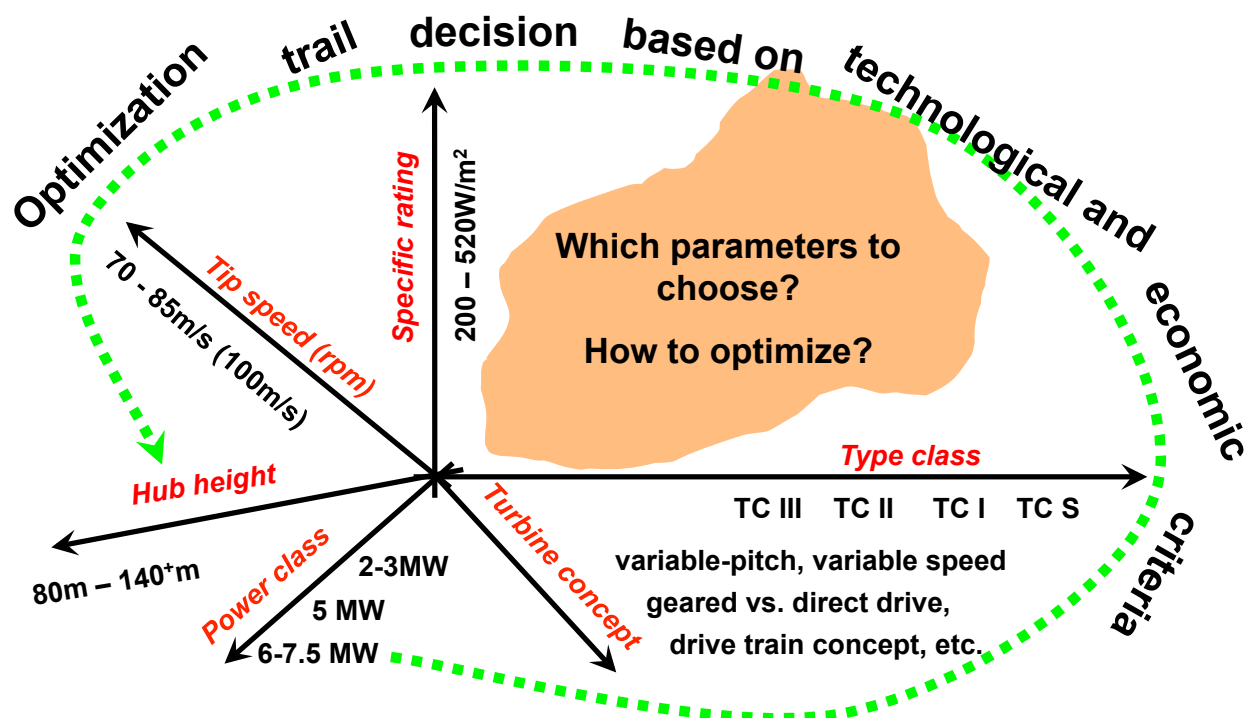 Optimization trail decision based on technological and economic criteria
Specific rating
200 – 520W/m²
Which parameters to
choose?
How to optimize?
Tip speed (rpm)
70 - 85m/s (100m/s)
Hub height
80m – 140⁺m
Power class
2-3MW
5 MW
6-7.5 MW
Turbine concept
variable-pitch, variable speed
geared vs. direct drive,
drive train concept, etc.
Type class
TC III TC II TC I TC S